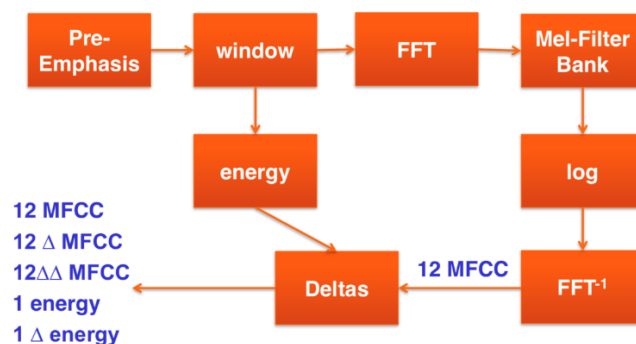 Pre-
Emphasis
window
FFT
Mel-Filter
Bank
energy
log
12 MFCC
12 Δ MFCC
12ΔΔ MFCC
1 energy
1 Δ energy
Deltas
12 MFCC
FFT⁻¹